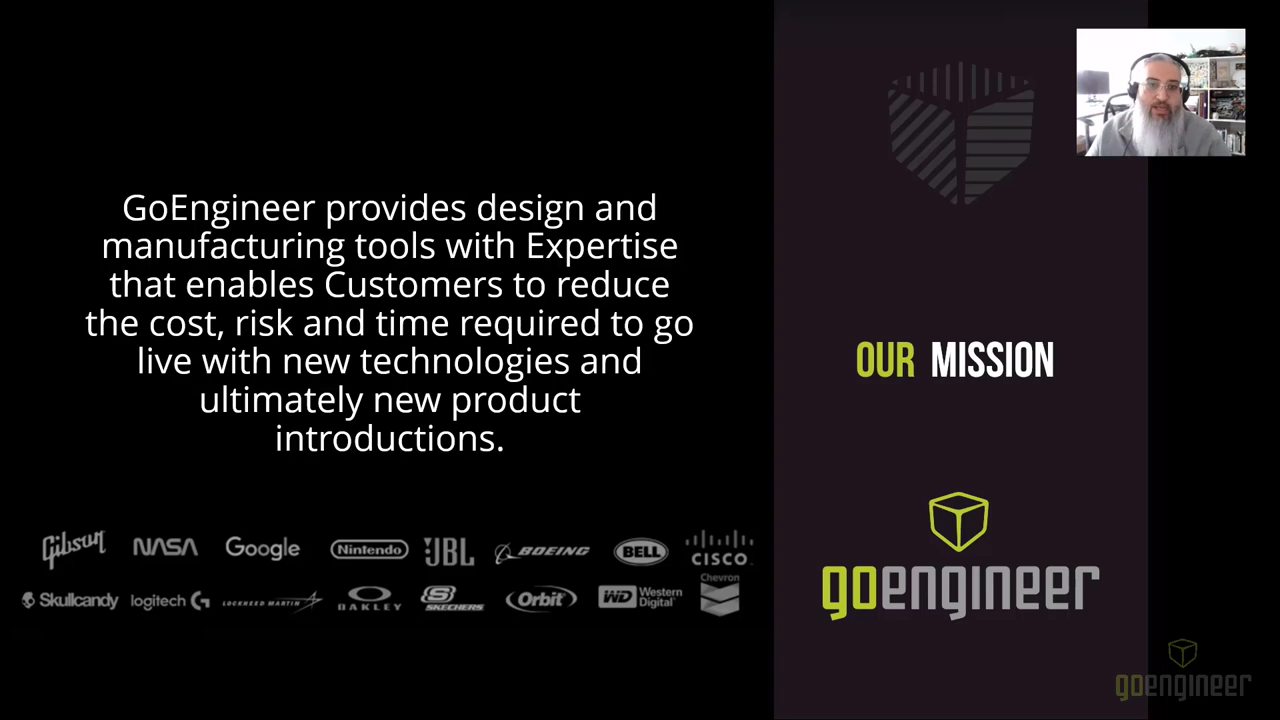 GoEngineer provides design and
manufacturing tools with Expertise
that enables Customers to reduce
the cost, risk and time required to go
live with new technologies and
ultimately new product
introductions.
OUR MISSION
Gibson NASA Google Nintendo JBL BOEING BELL CISCO
Skullcandy logitech G LOCKHEED MARTIN OAKLEY S SKECHERS Orbit WD Western Digital Chevron
goengineer
goengineer